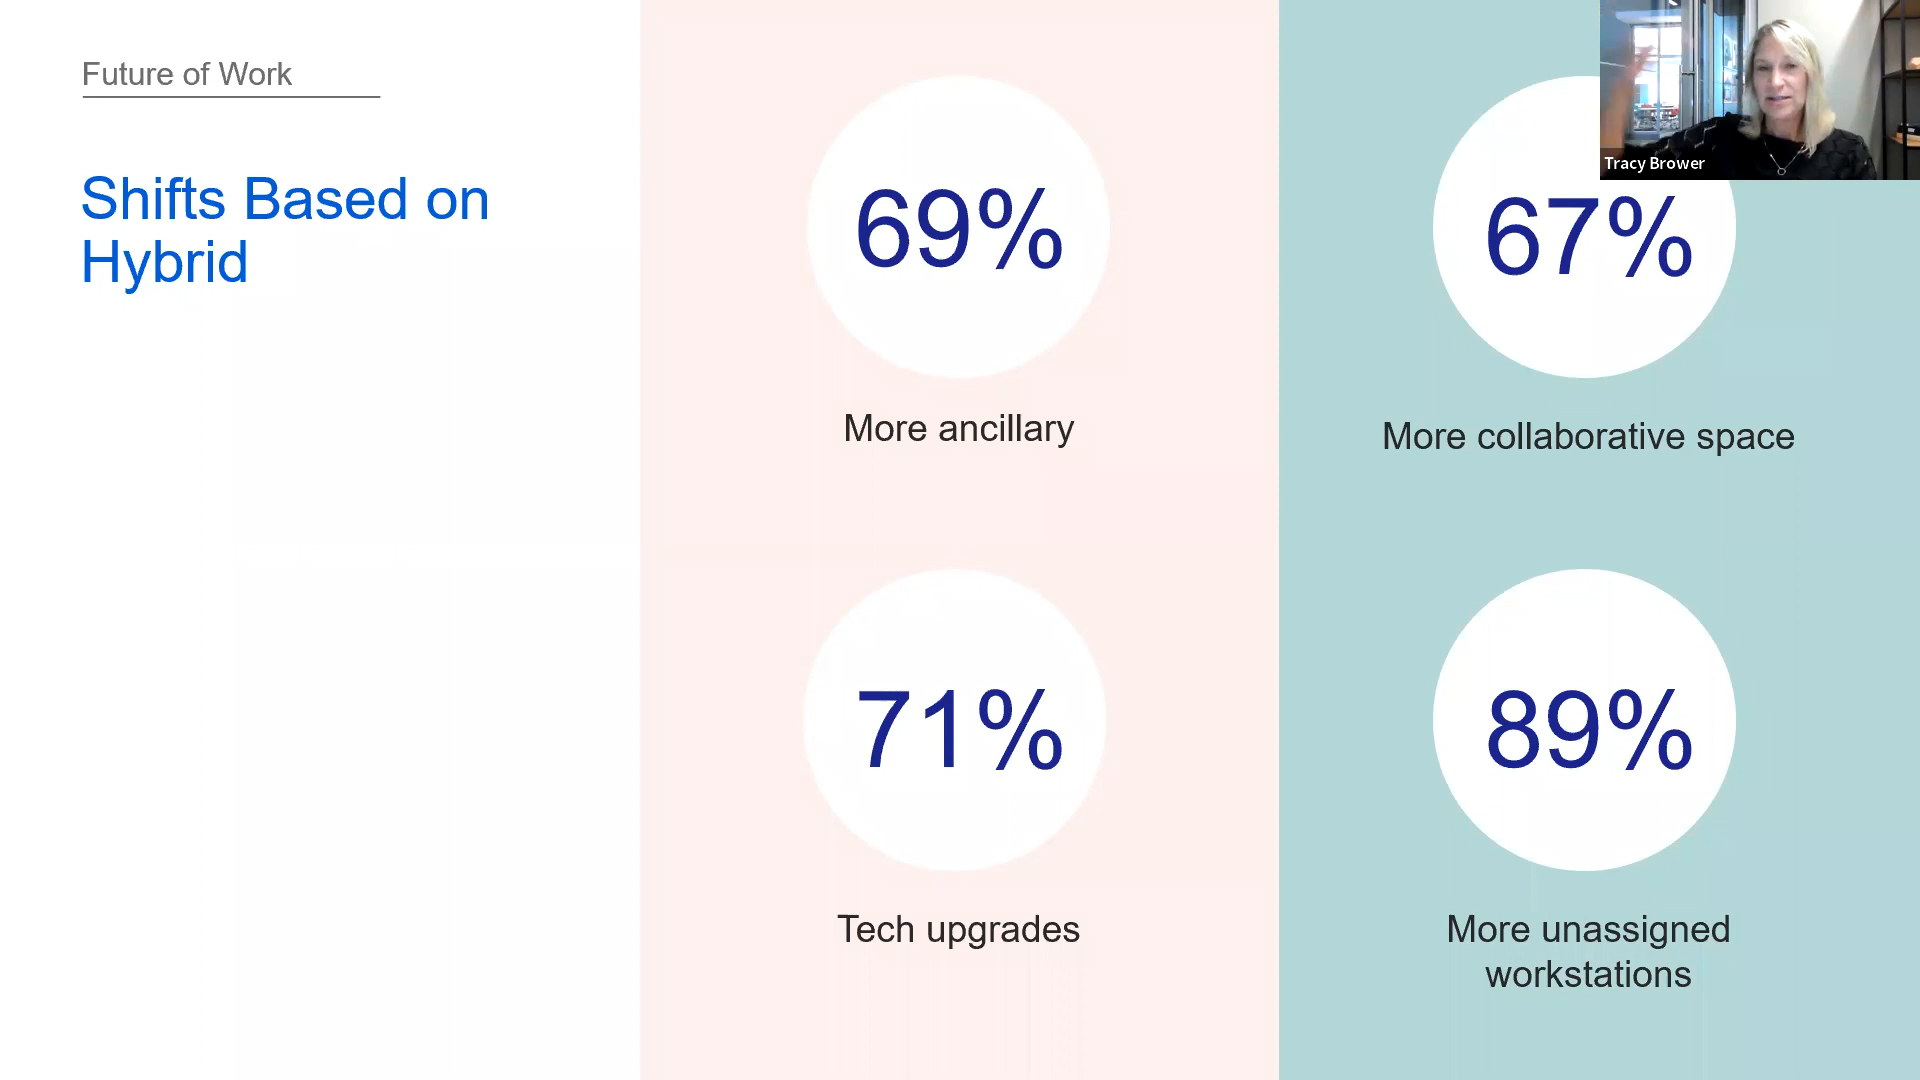 Future of Work
Shifts Based on
Hybrid
69%
More ancillary
67%
More collaborative space
71%
Tech upgrades
89%
More unassigned
workstations
Tracy Brower